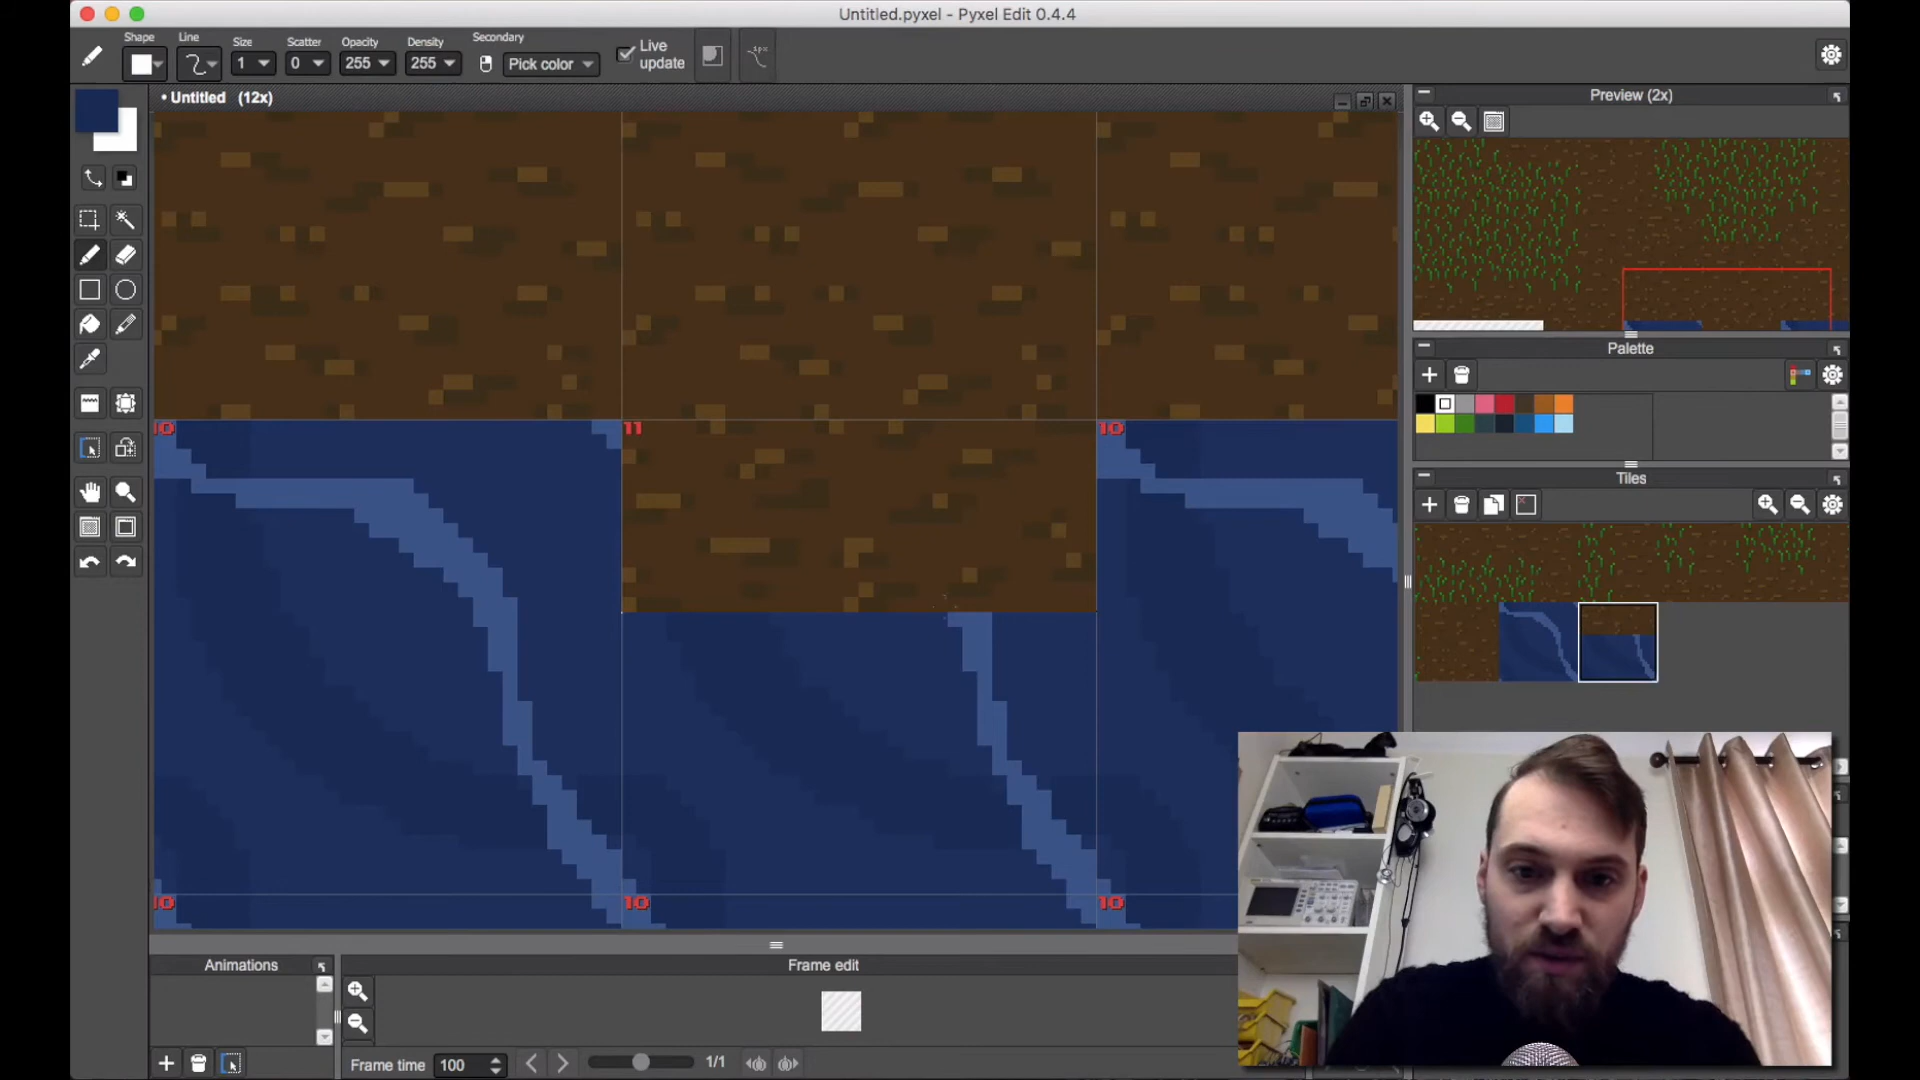 Untitled.pyxel - Pyxel Edit 0.4.4
Shape Line Size Scatter Opacity Density Secondary
1 0 255 255 Pick color Live update
• Untitled (12x)
Preview (2x)
Palette
10 11 10
Tiles
10 10 10
Animations
Frame edit
Frame time 100 1/1